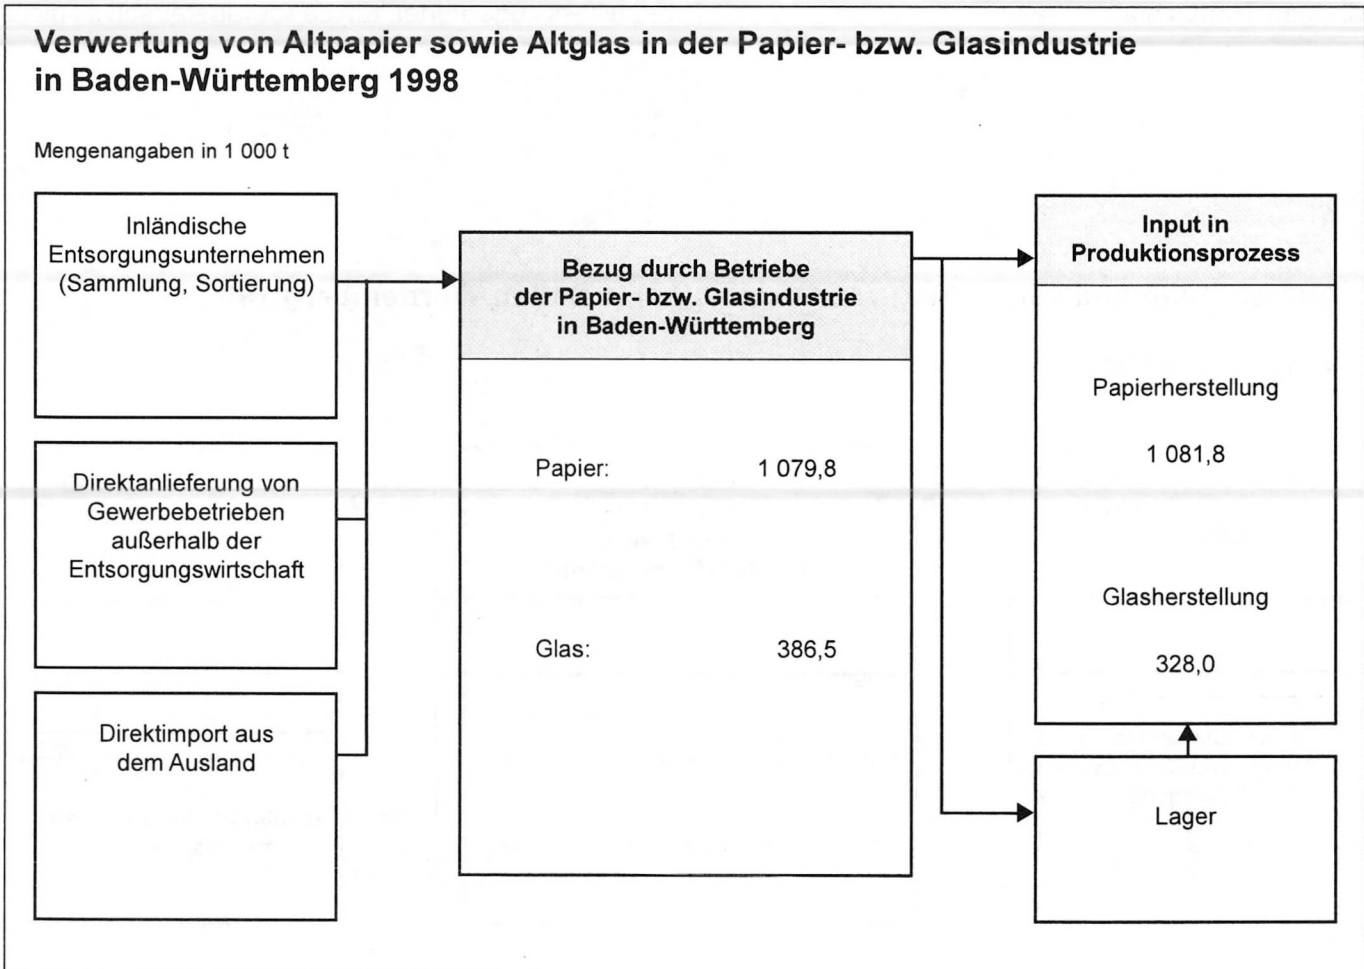 Verwertung von Altpapier sowie Altglas in der Papier- bzw. Glasindustrie
in Baden-Württemberg 1998
Mengenangaben in 1 000 t
Inländische
Entsorgungsunternehmen
(Sammlung, Sortierung)
Direktanlieferung von
Gewerbebetrieben
außerhalb der
Entsorgungswirtschaft
Direktimport aus
dem Ausland
Bezug durch Betriebe
der Papier- bzw. Glasindustrie
in Baden-Württemberg
Papier: 1 079,8
Glas: 386,5
Input in
Produktionsprozess
Papierherstellung
1 081,8
Glasherstellung
328,0
Lager